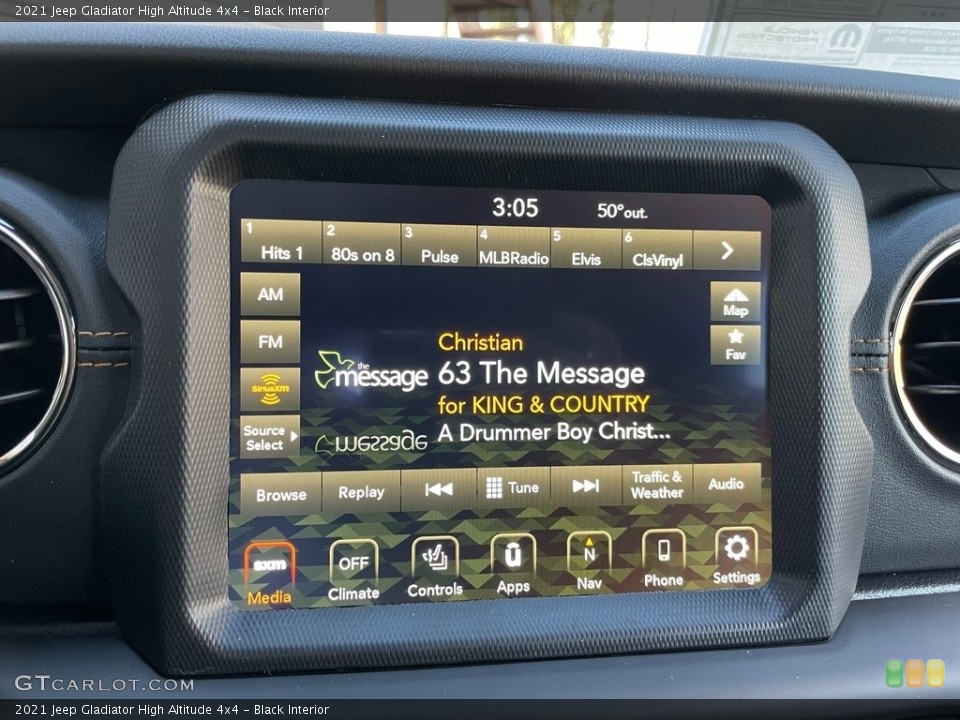 2021 Jeep Gladiator High Altitude 4x4 - Black Interior
3:05 50°out.
1 Hits 1
2 80s on 8
3 Pulse
4 MLBRadio
5 Elvis
6 ClsVinyl
AM
Map
FM
Fav
SiriusXM
Source Select
Christian
the message
63 The Message
for KING & COUNTRY
A Drummer Boy Christ...
message
Browse Replay Tune Traffic & Weather Audio
sxm OFF N
Media Climate Controls Apps Nav Phone Settings
GTCARLOT.COM
2021 Jeep Gladiator High Altitude 4x4 - Black Interior